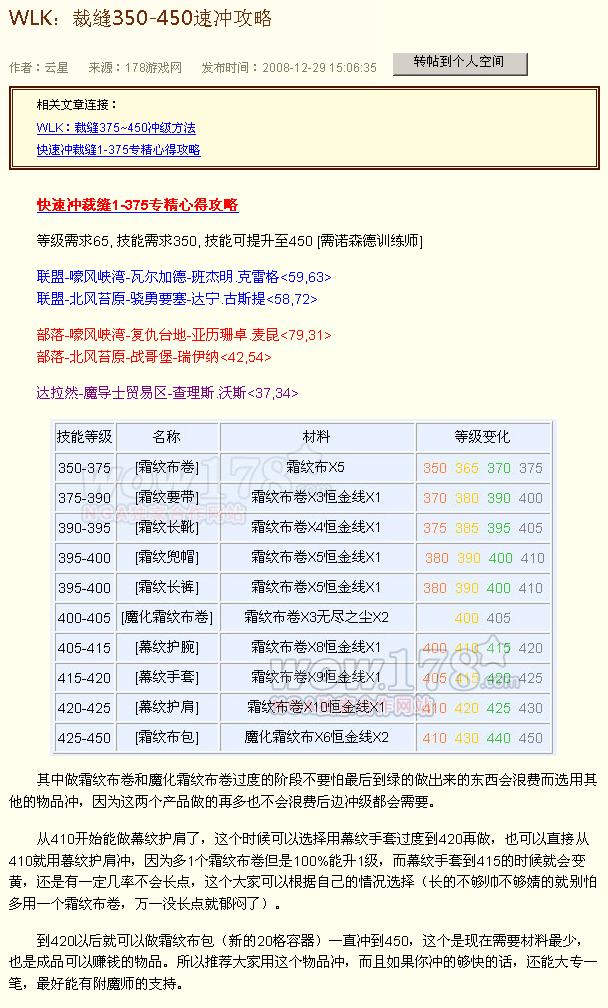 WLK：裁缝350-450速冲攻略
作者：云星 来源：178游戏网 发布时间：2008-12-29 15:06:35 转帖到个人空间
相关文章连接：
WLK：裁缝375~450冲级方法
快速冲裁缝1-375专精心得攻略
快速冲裁缝1-375专精心得攻略
等级需求65, 技能需求350, 技能可提升至450 [需诺森德训练师]
联盟-嚎风峡湾-瓦尔加德-班杰明.克雷格<59,63>
联盟-北风苔原-骁勇要塞-达宁.古斯提<58,72>
部落-嚎风峡湾-复仇台地-亚历珊卓.麦昆<79,31>
部落-北风苔原-战哥堡-瑞伊纳<42,54>
达拉然-魔导士贸易区-查理斯.沃斯<37,34>
技能等级 名称 材料 等级变化
350-375 [霜纹布卷] 霜纹布X5 350 365 370 375
375-390 [霜纹要带] 霜纹布卷X3恒金线X1 370 380 390 400
390-395 [霜纹长靴] 霜纹布卷X4恒金线X1 375 385 395 405
395-400 [霜纹兜帽] 霜纹布卷X5恒金线X1 380 390 400 410
395-400 [霜纹长裤] 霜纹布卷X5恒金线X1 380 390 400 410
400-405 [魔化霜纹布卷] 霜纹布卷X3无尽之尘X2 400 405
405-415 [幕纹护腕] 霜纹布卷X8恒金线X1 400 410 415 420
415-420 [幕纹手套] 霜纹布卷X9恒金线X1 405 415 420 425
420-425 [幕纹护肩] 霜纹布卷X10恒金线X1 410 420 425 430
425-450 [霜纹布包] 魔化霜纹布X6恒金线X2 410 430 440 450
wow.178.com
NGA独家合作网站
wow.178.com
NGA独家合作网站
其中做霜纹布卷和魔化霜纹布卷过度的阶段不要怕最后到绿的做出来的东西会浪费而选用其
他的物品冲，因为这两个产品做的再多也不会浪费后边冲级都会需要。
从410开始能做幕纹护肩了，这个时候可以选择用幕纹手套过度到420再做，也可以直接从
410就用幕纹护肩冲，因为多1个霜纹布卷但是100%能升1级，而幕纹手套到415的时候就会变
黄，还是有一定几率不会长点，这个大家可以根据自己的情况选择（长的不够帅不够婧的就别怕
多用一个霜纹布卷，万一没长点就郁闷了）。
到420以后就可以做霜纹布包（新的20格容器）一直冲到450，这个是现在需要材料最少，
也是成品可以赚钱的物品。所以推荐大家用这个物品冲，而且如果你冲的够快的话，还能大专一
笔，最好能有附魔师的支持。